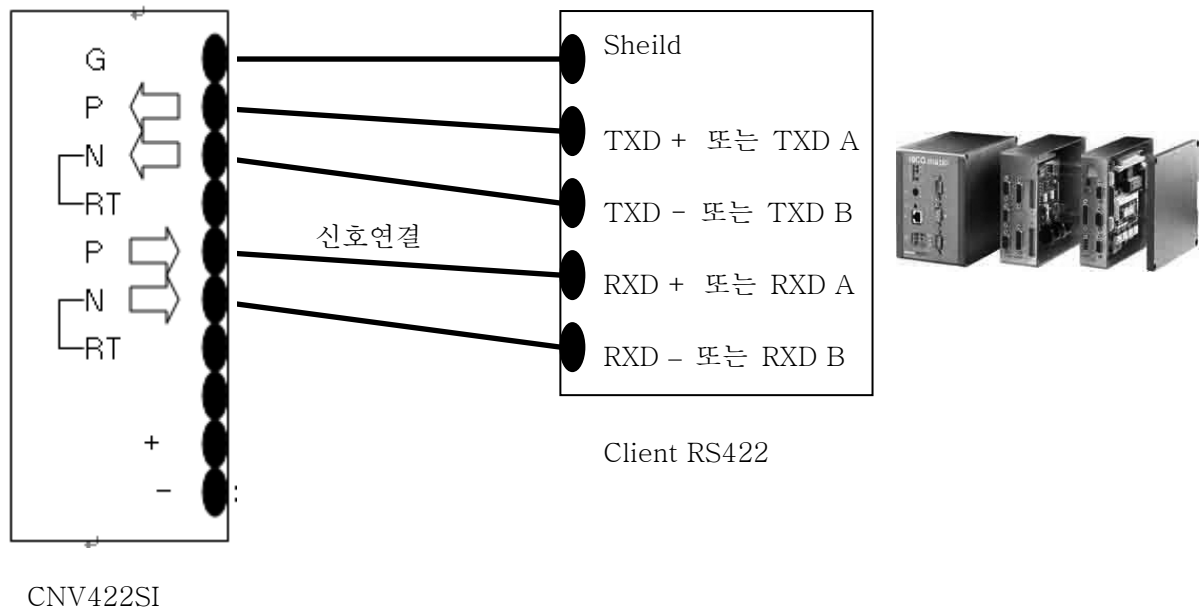 G
P
N
RT
P
N
RT
+
−
:
CNV422SI
신호연결
Sheild
TXD + 또는 TXD A
TXD - 또는 TXD B
RXD + 또는 RXD A
RXD – 또는 RXD B
Client RS422